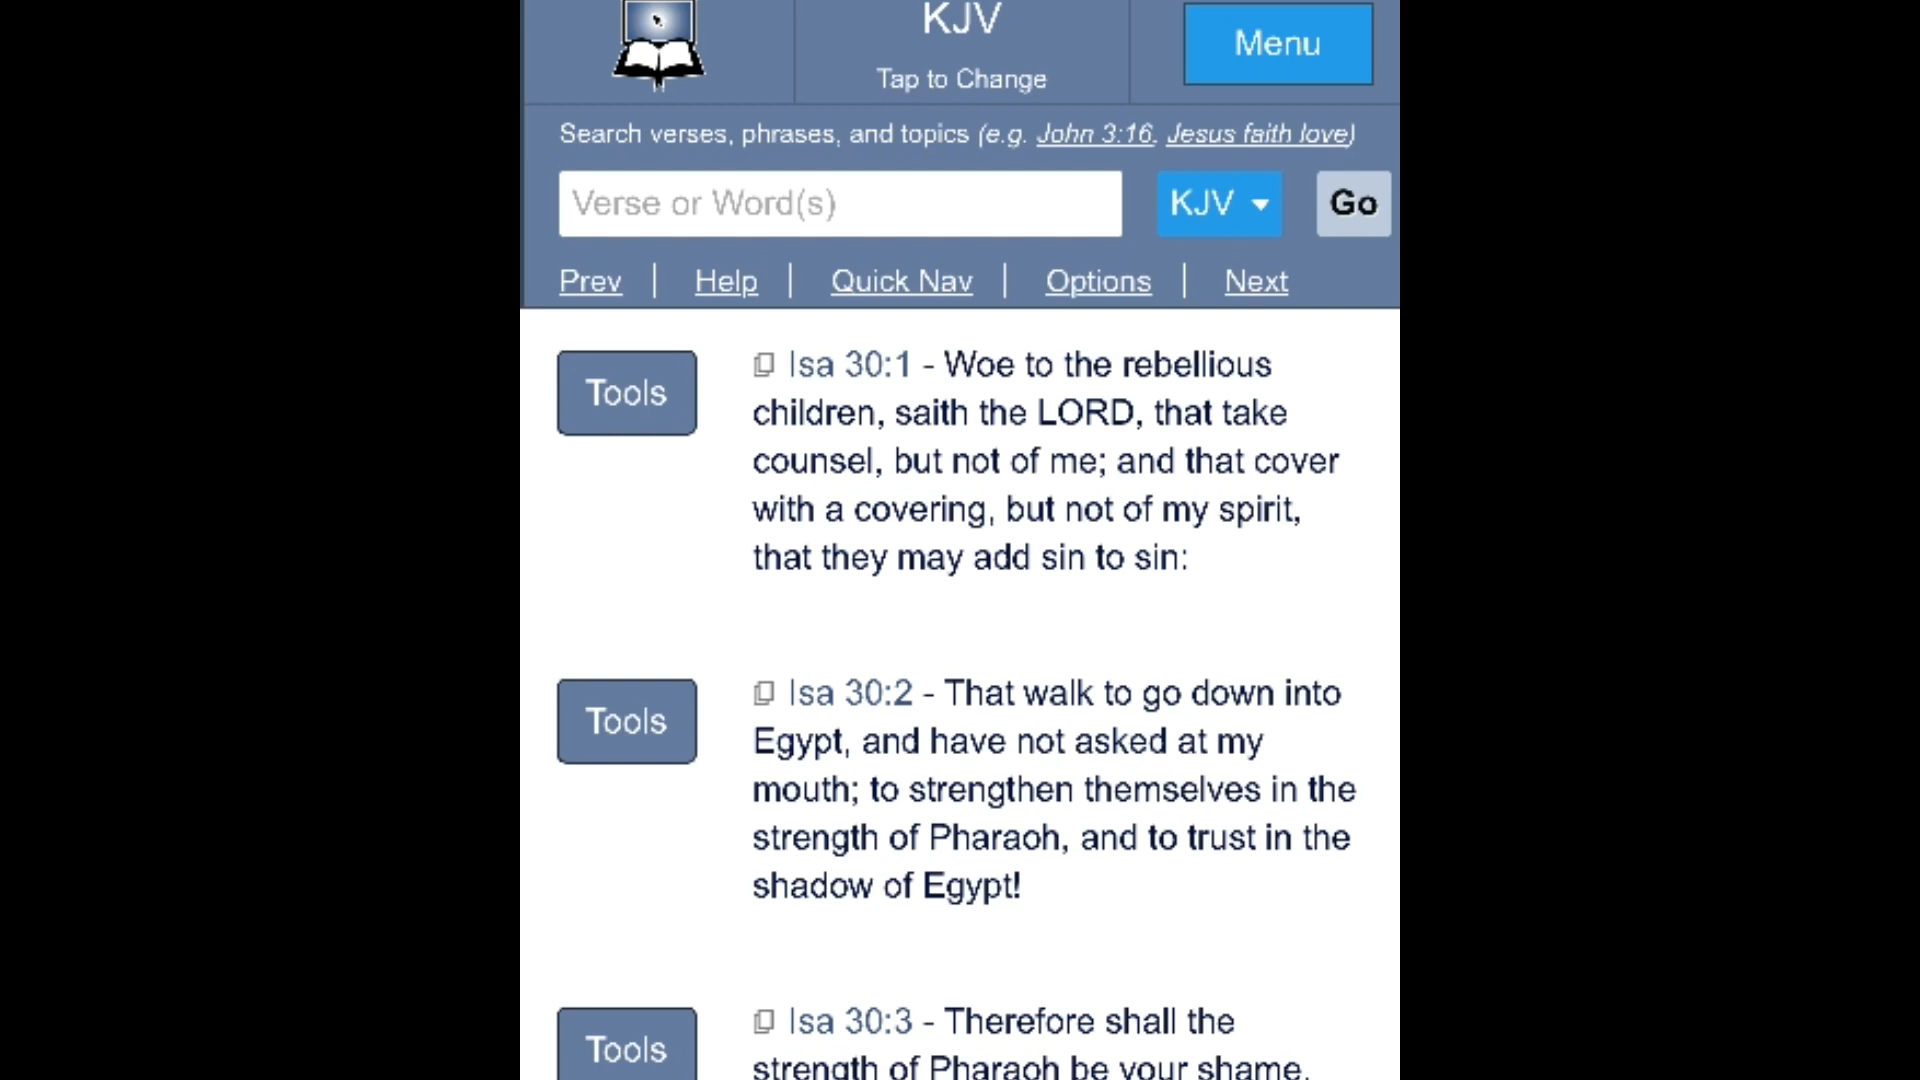 KJV
Menu
Tap to Change
Search verses, phrases, and topics (e.g. John 3:16, Jesus faith love)
Verse or Word(s)
KJV
Go
Prev | Help | Quick Nav | Options | Next
Tools
Isa 30:1 - Woe to the rebellious
children, saith the LORD, that take
counsel, but not of me; and that cover
with a covering, but not of my spirit,
that they may add sin to sin:
Tools
Isa 30:2 - That walk to go down into
Egypt, and have not asked at my
mouth; to strengthen themselves in the
strength of Pharaoh, and to trust in the
shadow of Egypt!
Tools
Isa 30:3 - Therefore shall the
strength of Pharaoh be your shame,